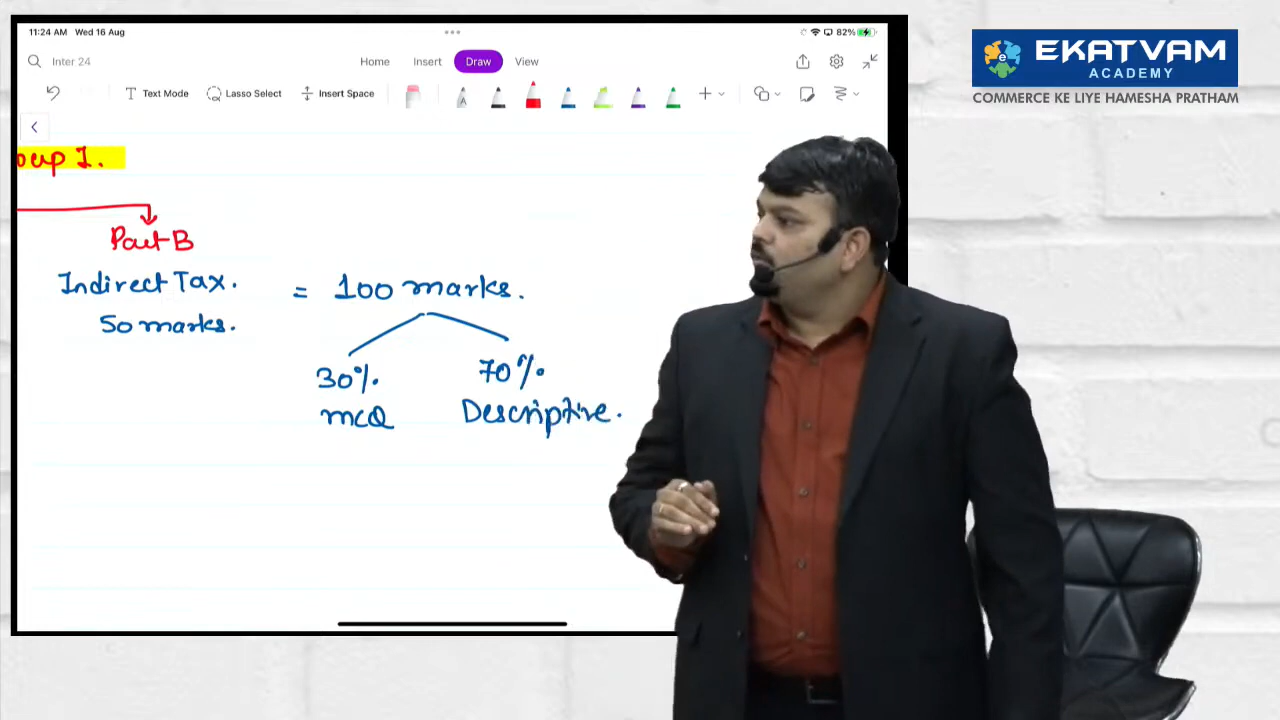 11:24 AM Wed 16 Aug
82%
Inter 24
Home Insert Draw View
Text Mode Lasso Select Insert Space
oup I.
Part B
Indirect Tax.
50 marks.
= 100 marks.
30% 70%
mcq Descriptive.
EKATVAM
ACADEMY
COMMERCE KE LIYE HAMESHA PRATHAM